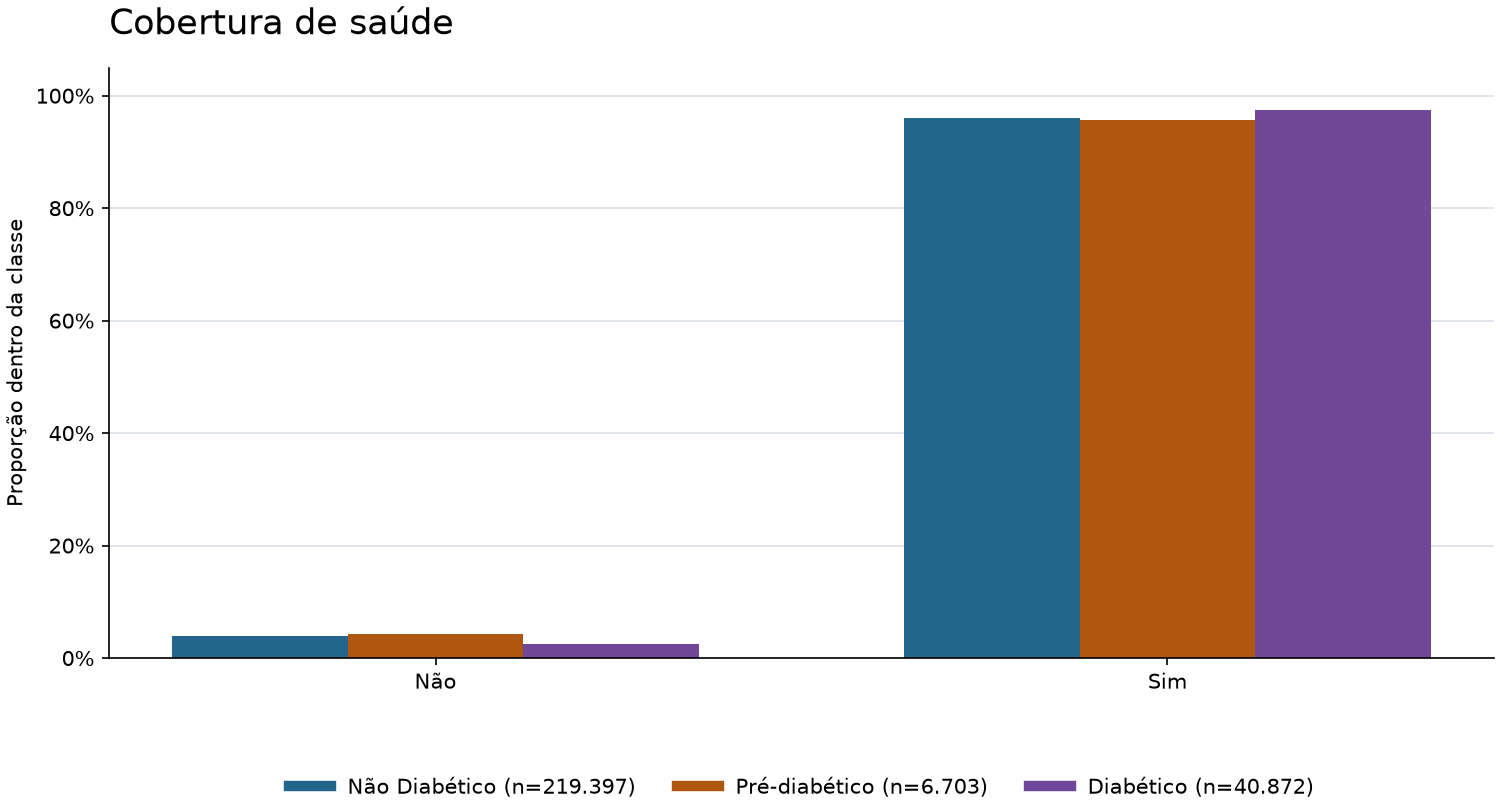 Cobertura de saúde
Proporção dentro da classe
100%
80%
60%
40%
20%
0%
Não
Sim
Não Diabético (n=219.397)
Pré-diabético (n=6.703)
Diabético (n=40.872)